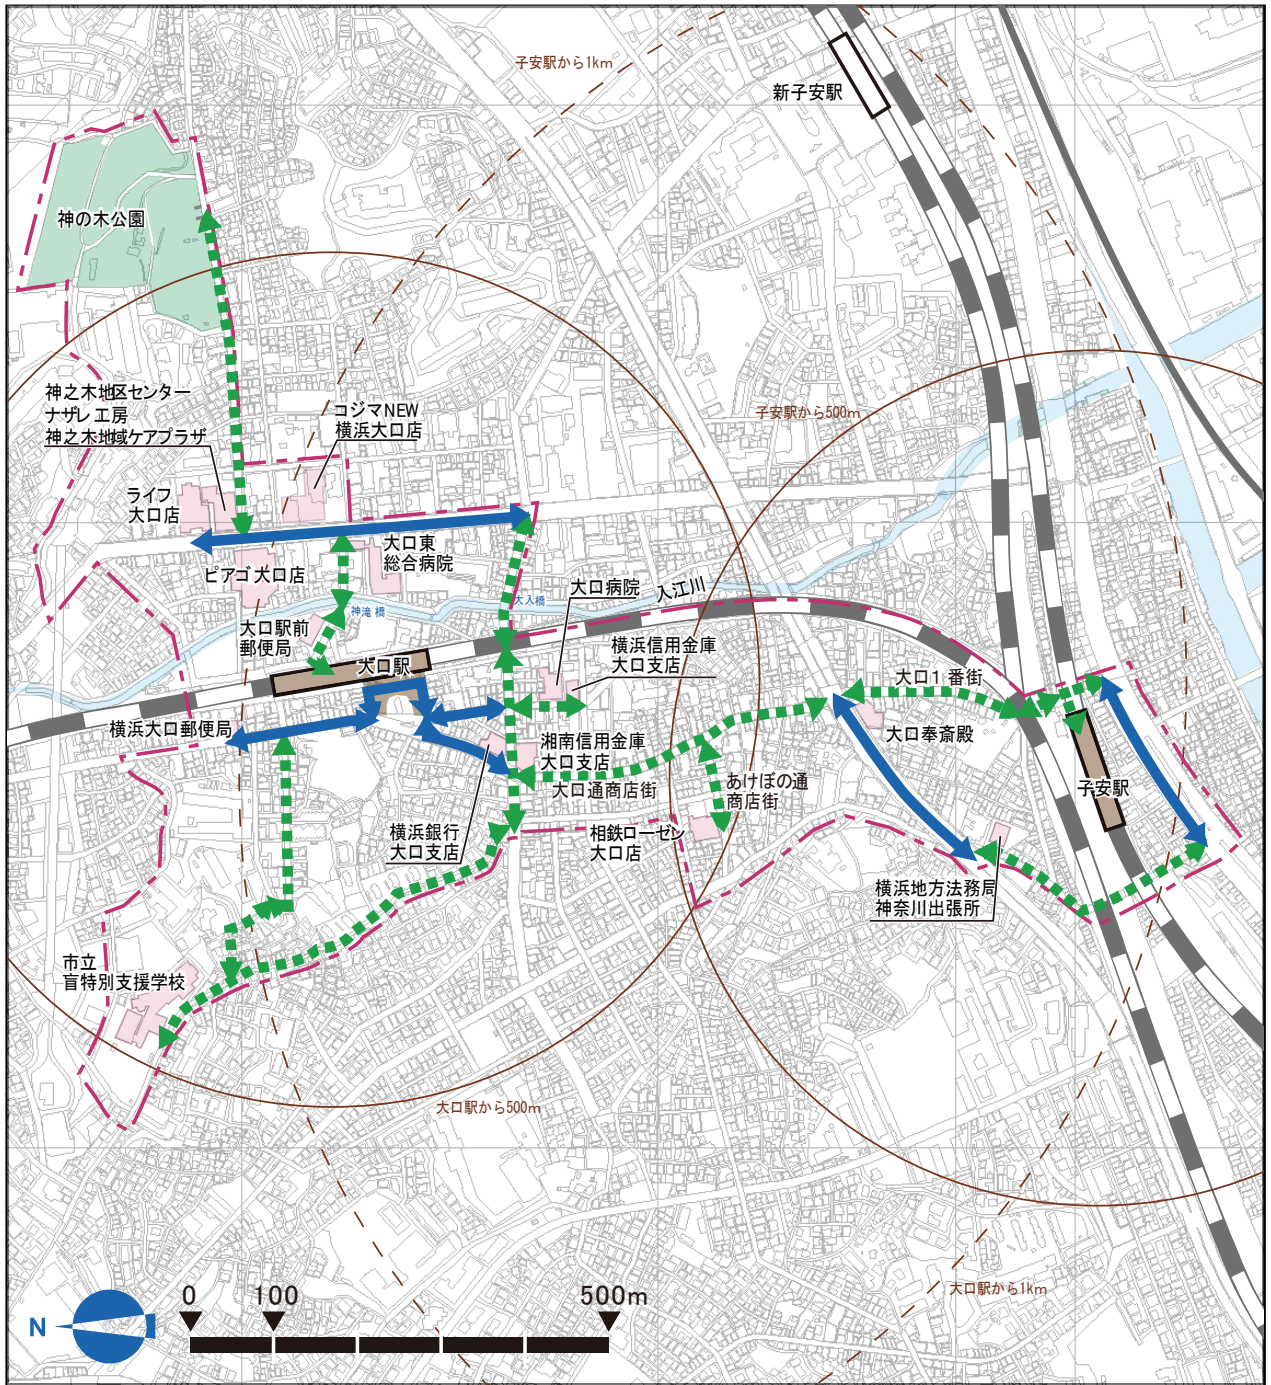 子安駅から1km
新子安駅
神の木公園
神之木地区センター
ナザレ工房
神之木地域ケアプラザ
コジマNEW
横浜大口店
子安駅から500m
ライフ
大口店
大口東
総合病院
ピアゴ大口店
大口病院
入江川
大入橋
神滝橋
大口駅前
郵便局
横浜信用金庫
大口支店
大口駅
大口1番街
横浜大口郵便局
大口奉斎殿
湘南信用金庫
大口支店
大口通商店街
あけぼの通
商店街
子安駅
横浜銀行
大口支店
相鉄ローゼン
大口店
横浜地方法務局
神奈川出張所
市立
盲特別支援学校
大口駅から500m
大口駅から1km
N
0 100 500m